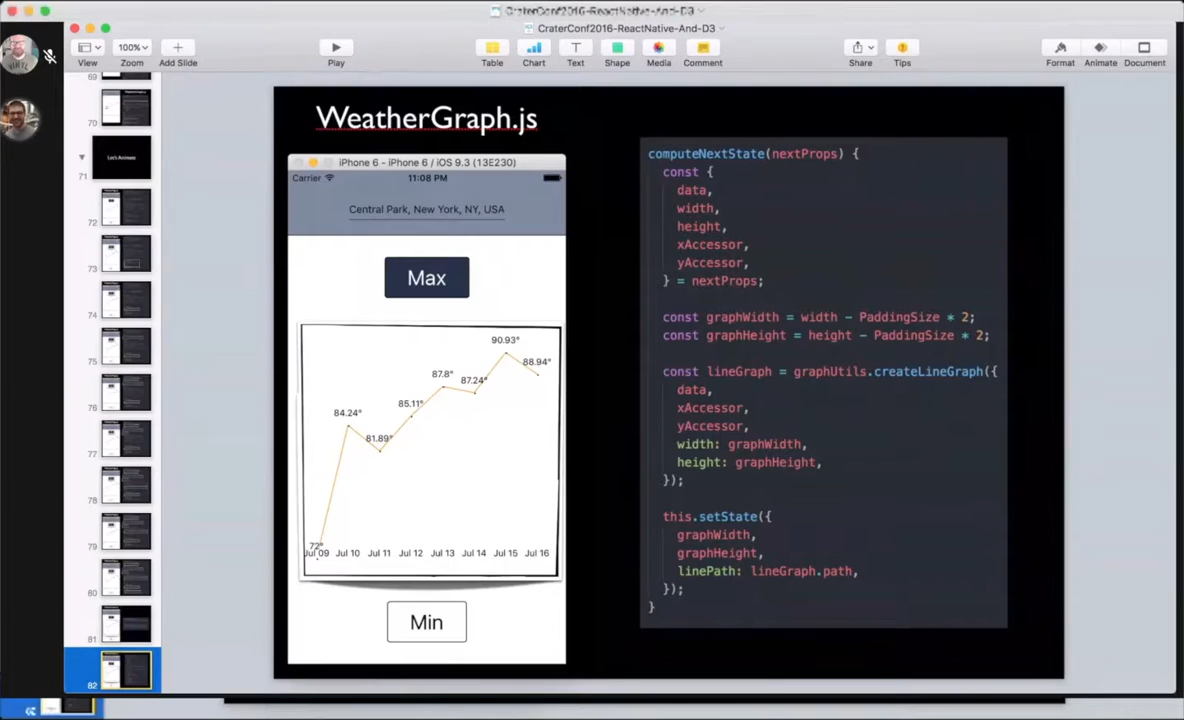 CraterConf2016-ReactNative-And-D3
CraterConf2016-ReactNative-And-D3
100%
View
Zoom
Add Slide
Play
Table
Chart
Text
Shape
Media
Comment
Share
Tips
Format
Animate
Document
69
70
Let's Animate
71
72
73
74
75
76
77
78
79
80
81
82
WeatherGraph.js
iPhone 6 - iPhone 6 / iOS 9.3 (13E230)
Carrier
11:08 PM
Central Park, New York, NY, USA
Max
90.93°
88.94°
87.8°
87.24°
85.11°
84.24°
81.89°
72°
Jul 09 Jul 10 Jul 11 Jul 12 Jul 13 Jul 14 Jul 15 Jul 16
Min
computeNextState(nextProps) {
const {
data,
width,
height,
xAccessor,
yAccessor,
} = nextProps;
const graphWidth = width - PaddingSize * 2;
const graphHeight = height - PaddingSize * 2;
const lineGraph = graphUtils.createLineGraph({
data,
xAccessor,
yAccessor,
width: graphWidth,
height: graphHeight,
});
this.setState({
graphWidth,
graphHeight,
linePath: lineGraph.path,
});
}